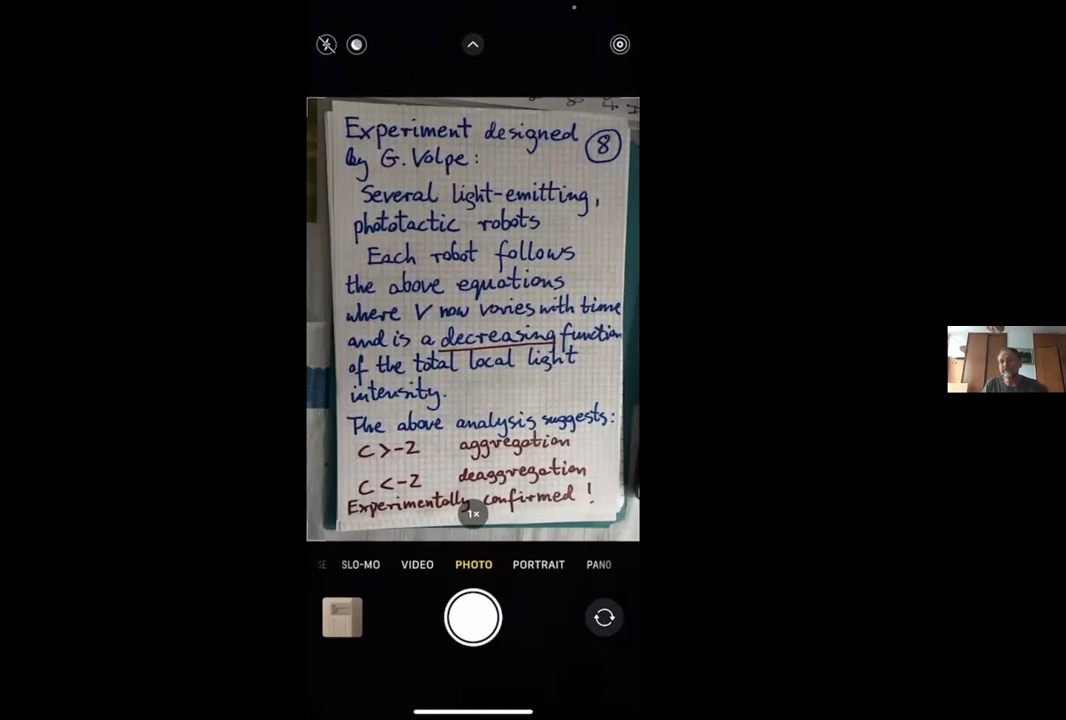 Experiment designed
by G. Volpe:
8
Several light-emitting,
phototactic robots
Each robot follows
the above equations
where V now varies with time
and is a decreasing function
of the total local light
intensity.
The above analysis suggests:
C > -2 aggregation
C < -2 deaggregation
Experimentally confirmed!
1×
SLO-MO VIDEO PHOTO PORTRAIT PANO